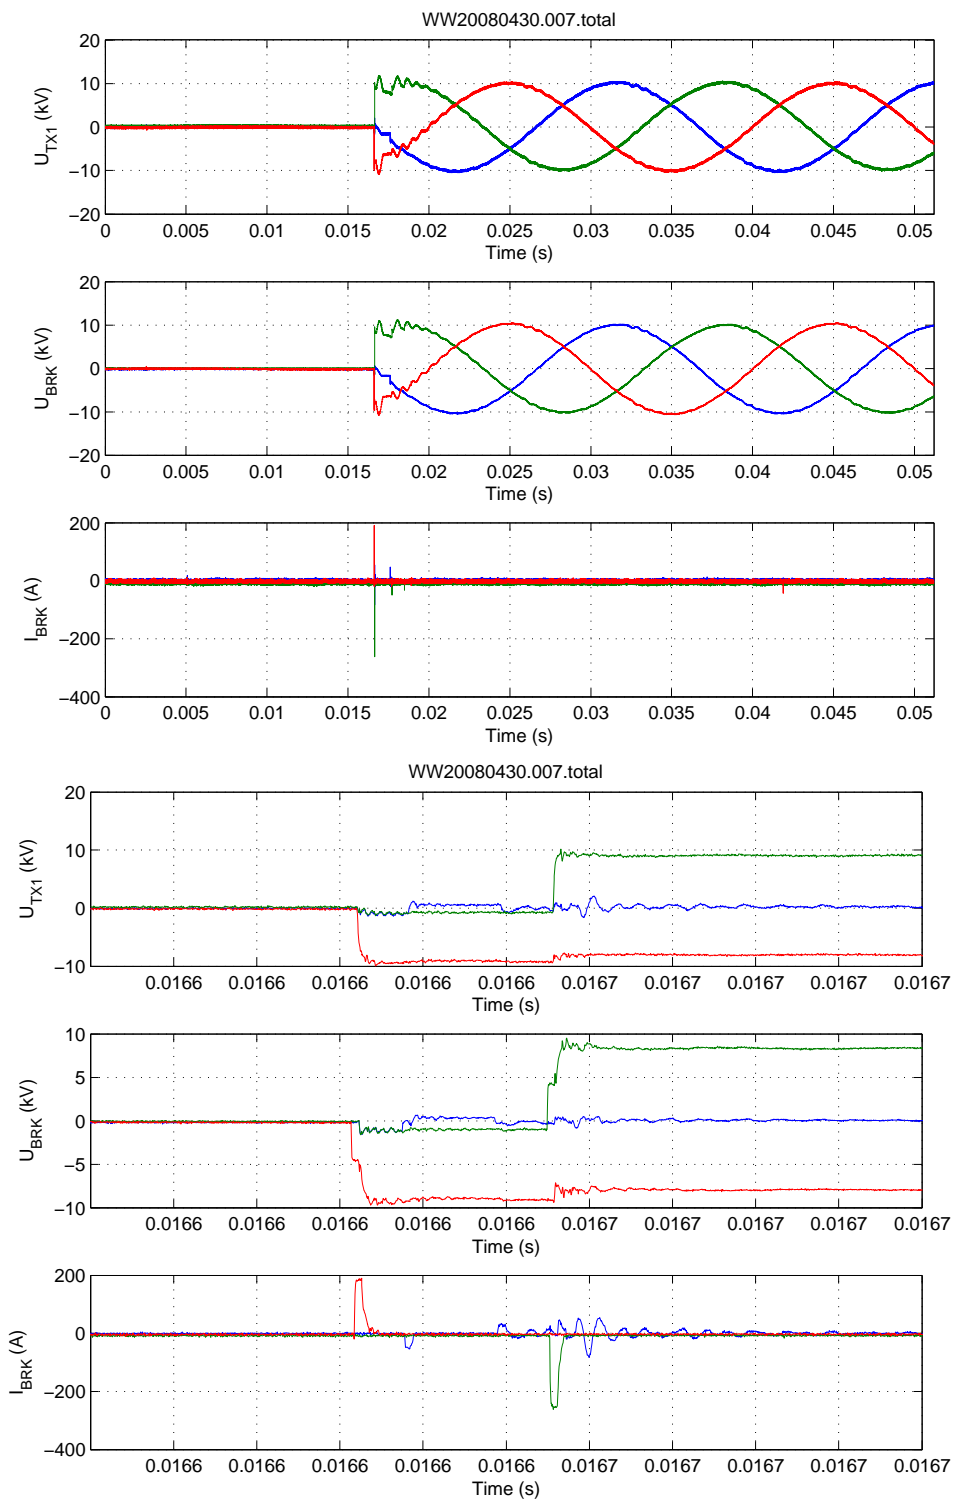 WW20080430.007.total
20
10
0
−10
−20
U_TX1 (kV)
0 0.005 0.01 0.015 0.02 0.025 0.03 0.035 0.04 0.045 0.05
Time (s)
20
10
0
−10
−20
U_BRK (kV)
0 0.005 0.01 0.015 0.02 0.025 0.03 0.035 0.04 0.045 0.05
Time (s)
200
0
−200
−400
I_BRK (A)
0 0.005 0.01 0.015 0.02 0.025 0.03 0.035 0.04 0.045 0.05
Time (s)
WW20080430.007.total
20
10
0
−10
U_TX1 (kV)
0.0166 0.0166 0.0166 0.0166 0.0166 0.0167 0.0167 0.0167 0.0167 0.0167
Time (s)
10
5
0
−5
−10
U_BRK (kV)
0.0166 0.0166 0.0166 0.0166 0.0166 0.0167 0.0167 0.0167 0.0167 0.0167
Time (s)
200
0
−200
−400
I_BRK (A)
0.0166 0.0166 0.0166 0.0166 0.0166 0.0167 0.0167 0.0167 0.0167 0.0167
Time (s)